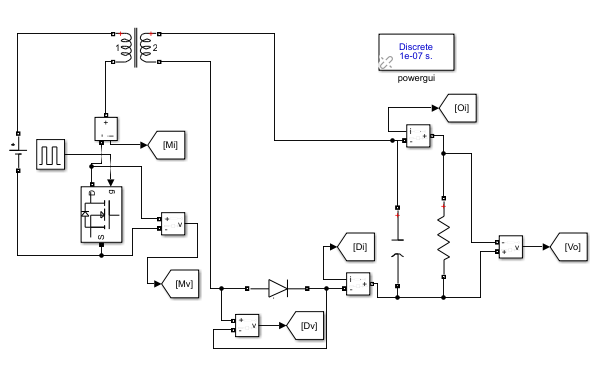 1
2
Discrete
1e-07 s.
powergui
i
+
-
[Oi]
+
i
-
[Mi]
D
g
S
+
-
v
[Mv]
[Di]
i
+
-
-
+
v
[Vo]
+
-
v
[Dv]